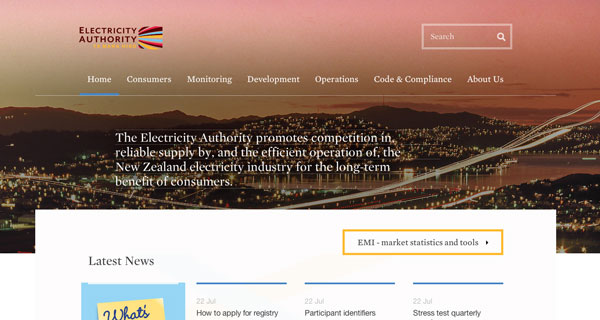 ELECTRICITY
AUTHORITY
TE MANA HIKO
Search
Home Consumers Monitoring Development Operations Code & Compliance About Us
The Electricity Authority promotes competition in,
reliable supply by, and the efficient operation of, the
New Zealand electricity industry for the long-term
benefit of consumers.
EMI - market statistics and tools
Latest News
What's
22 Jul
How to apply for registry
22 Jul
Participant identifiers
22 Jul
Stress test quarterly